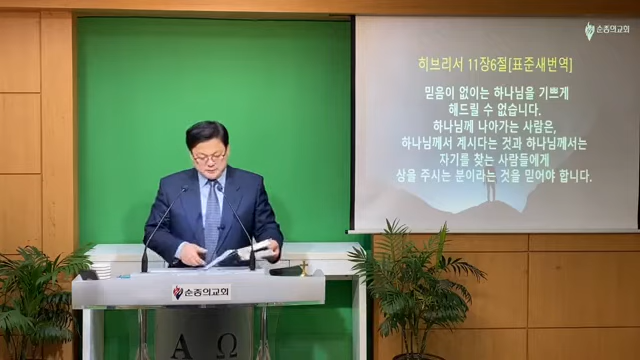 순종의교회
히브리서 11장6절[표준새번역]
믿음이 없이는 하나님을 기쁘게
해드릴 수 없습니다.
하나님께 나아가는 사람은,
하나님께서 계시다는 것과 하나님께서는
자기를 찾는 사람들에게
상을 주시는 분이라는 것을 믿어야 합니다.
순종의교회
Α Ω